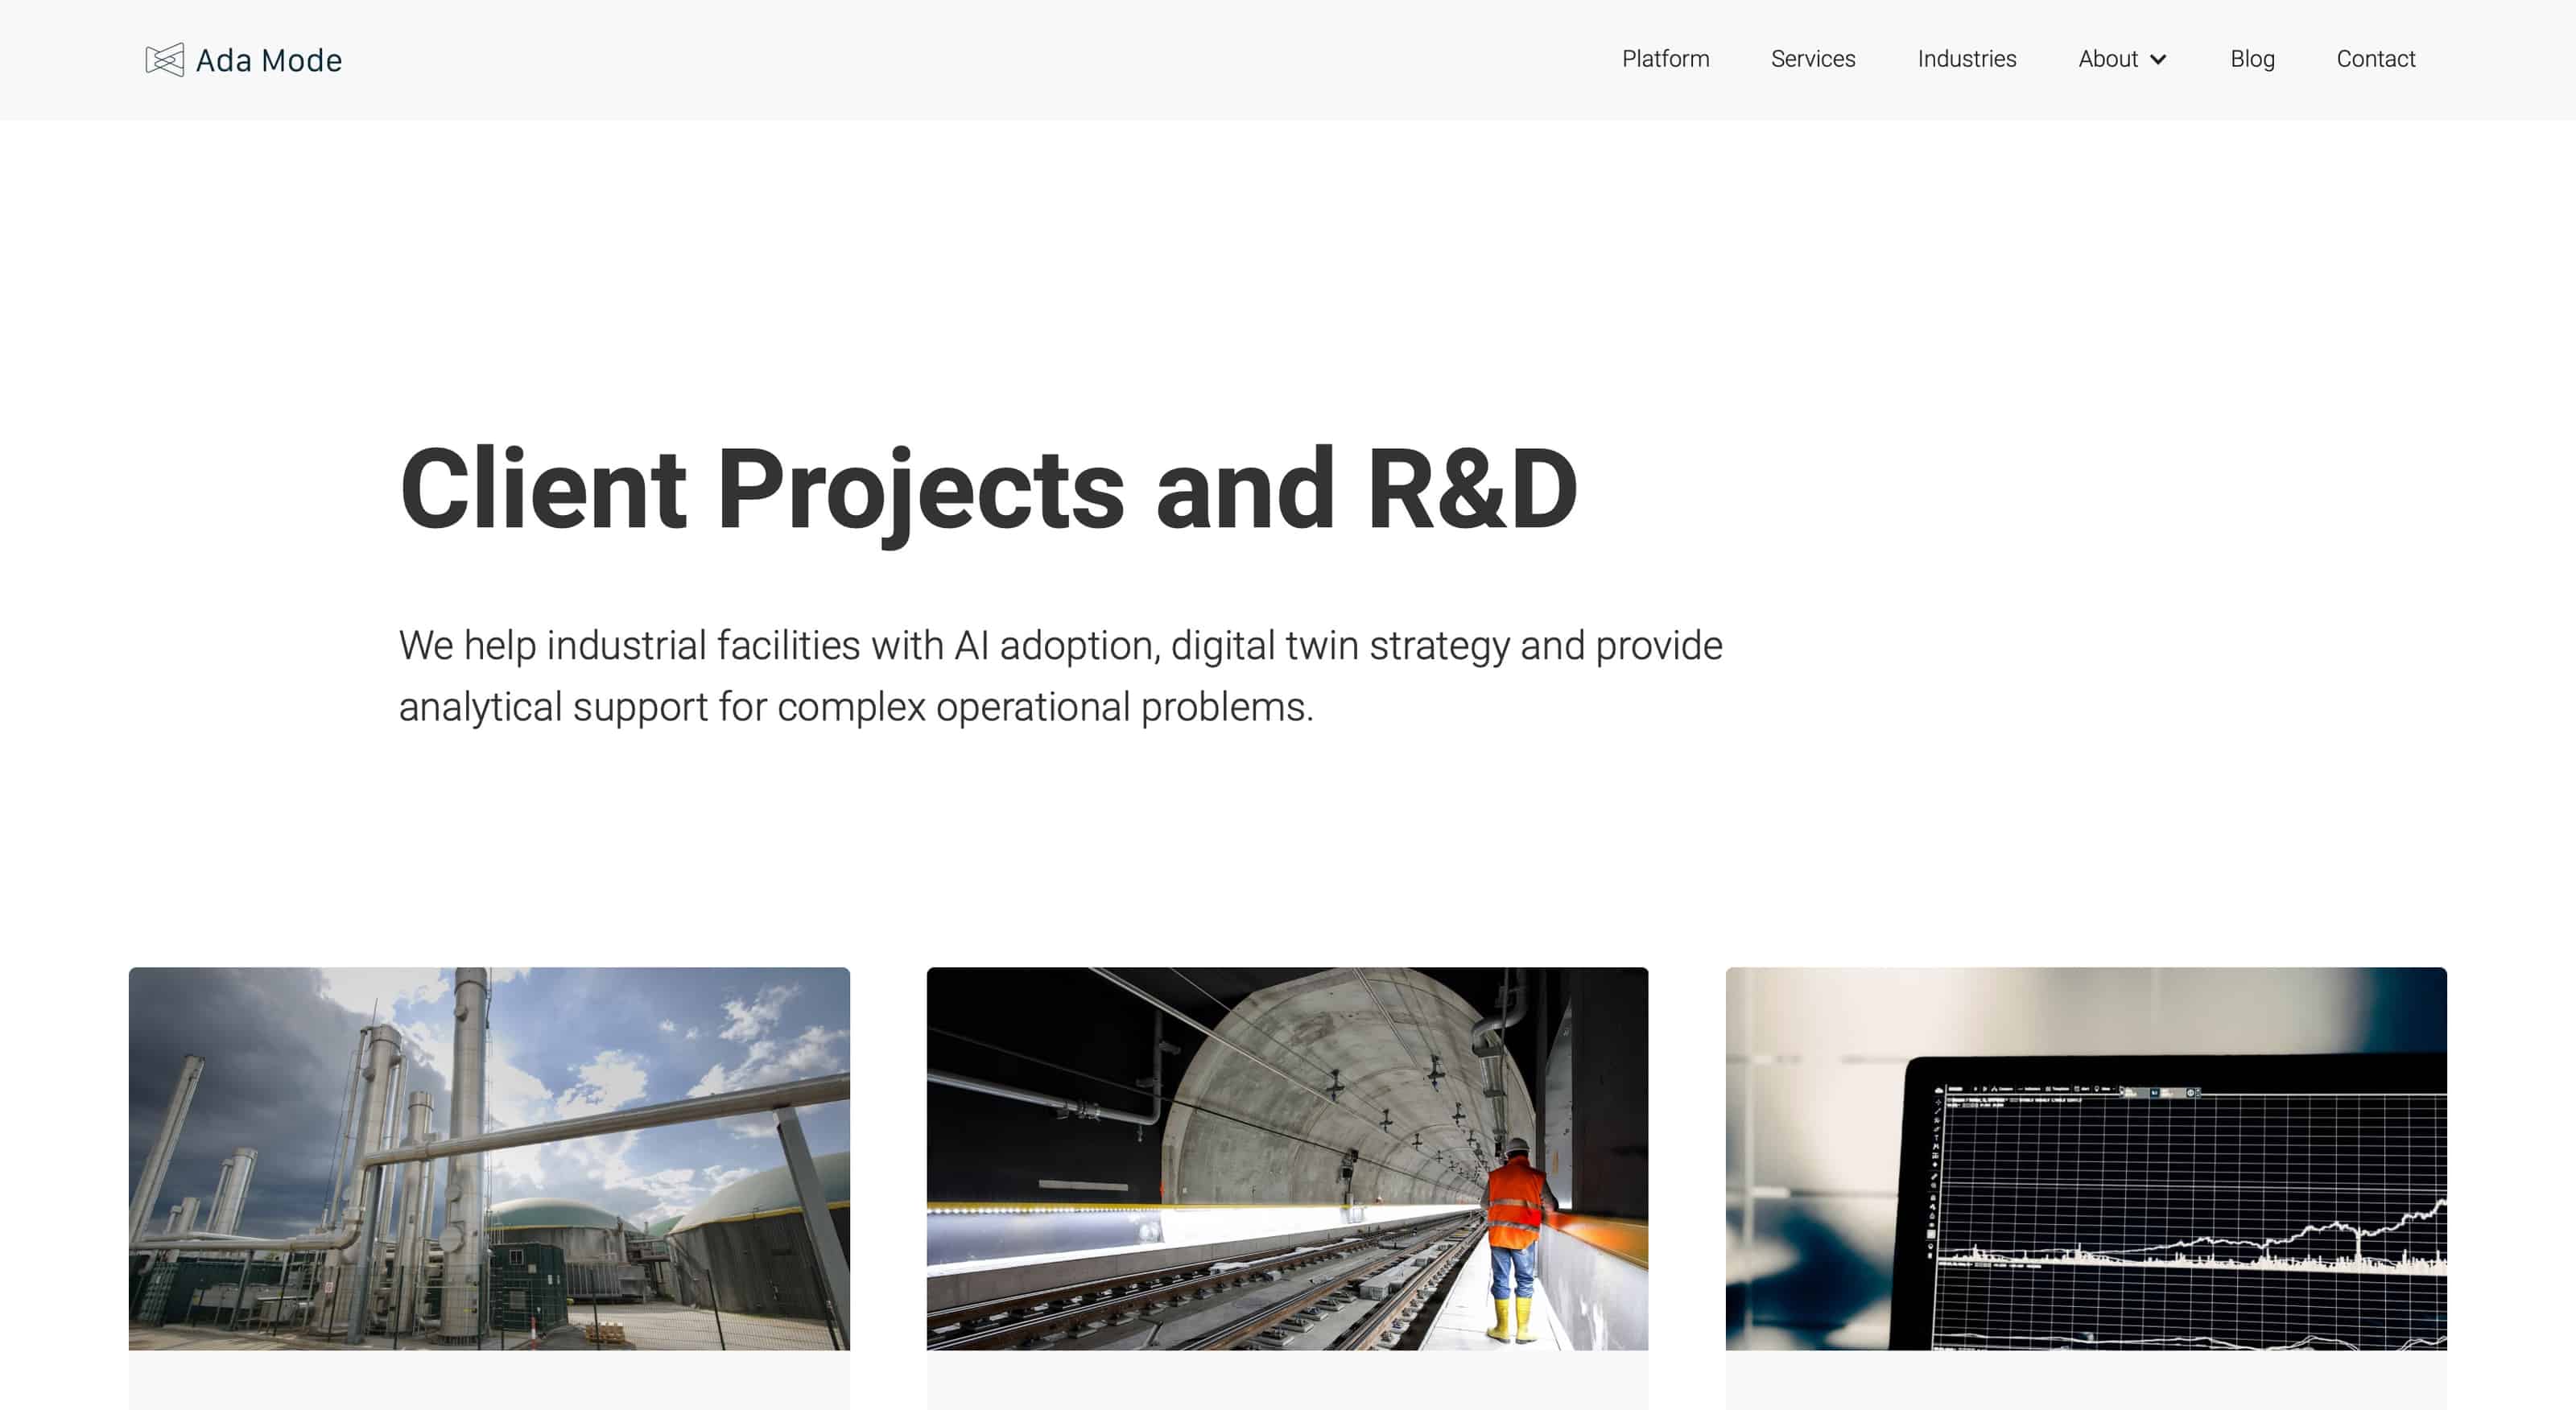 Ada Mode
Platform
Services
Industries
About
Blog
Contact
Client Projects and R&D
We help industrial facilities with AI adoption, digital twin strategy and provide
analytical support for complex operational problems.